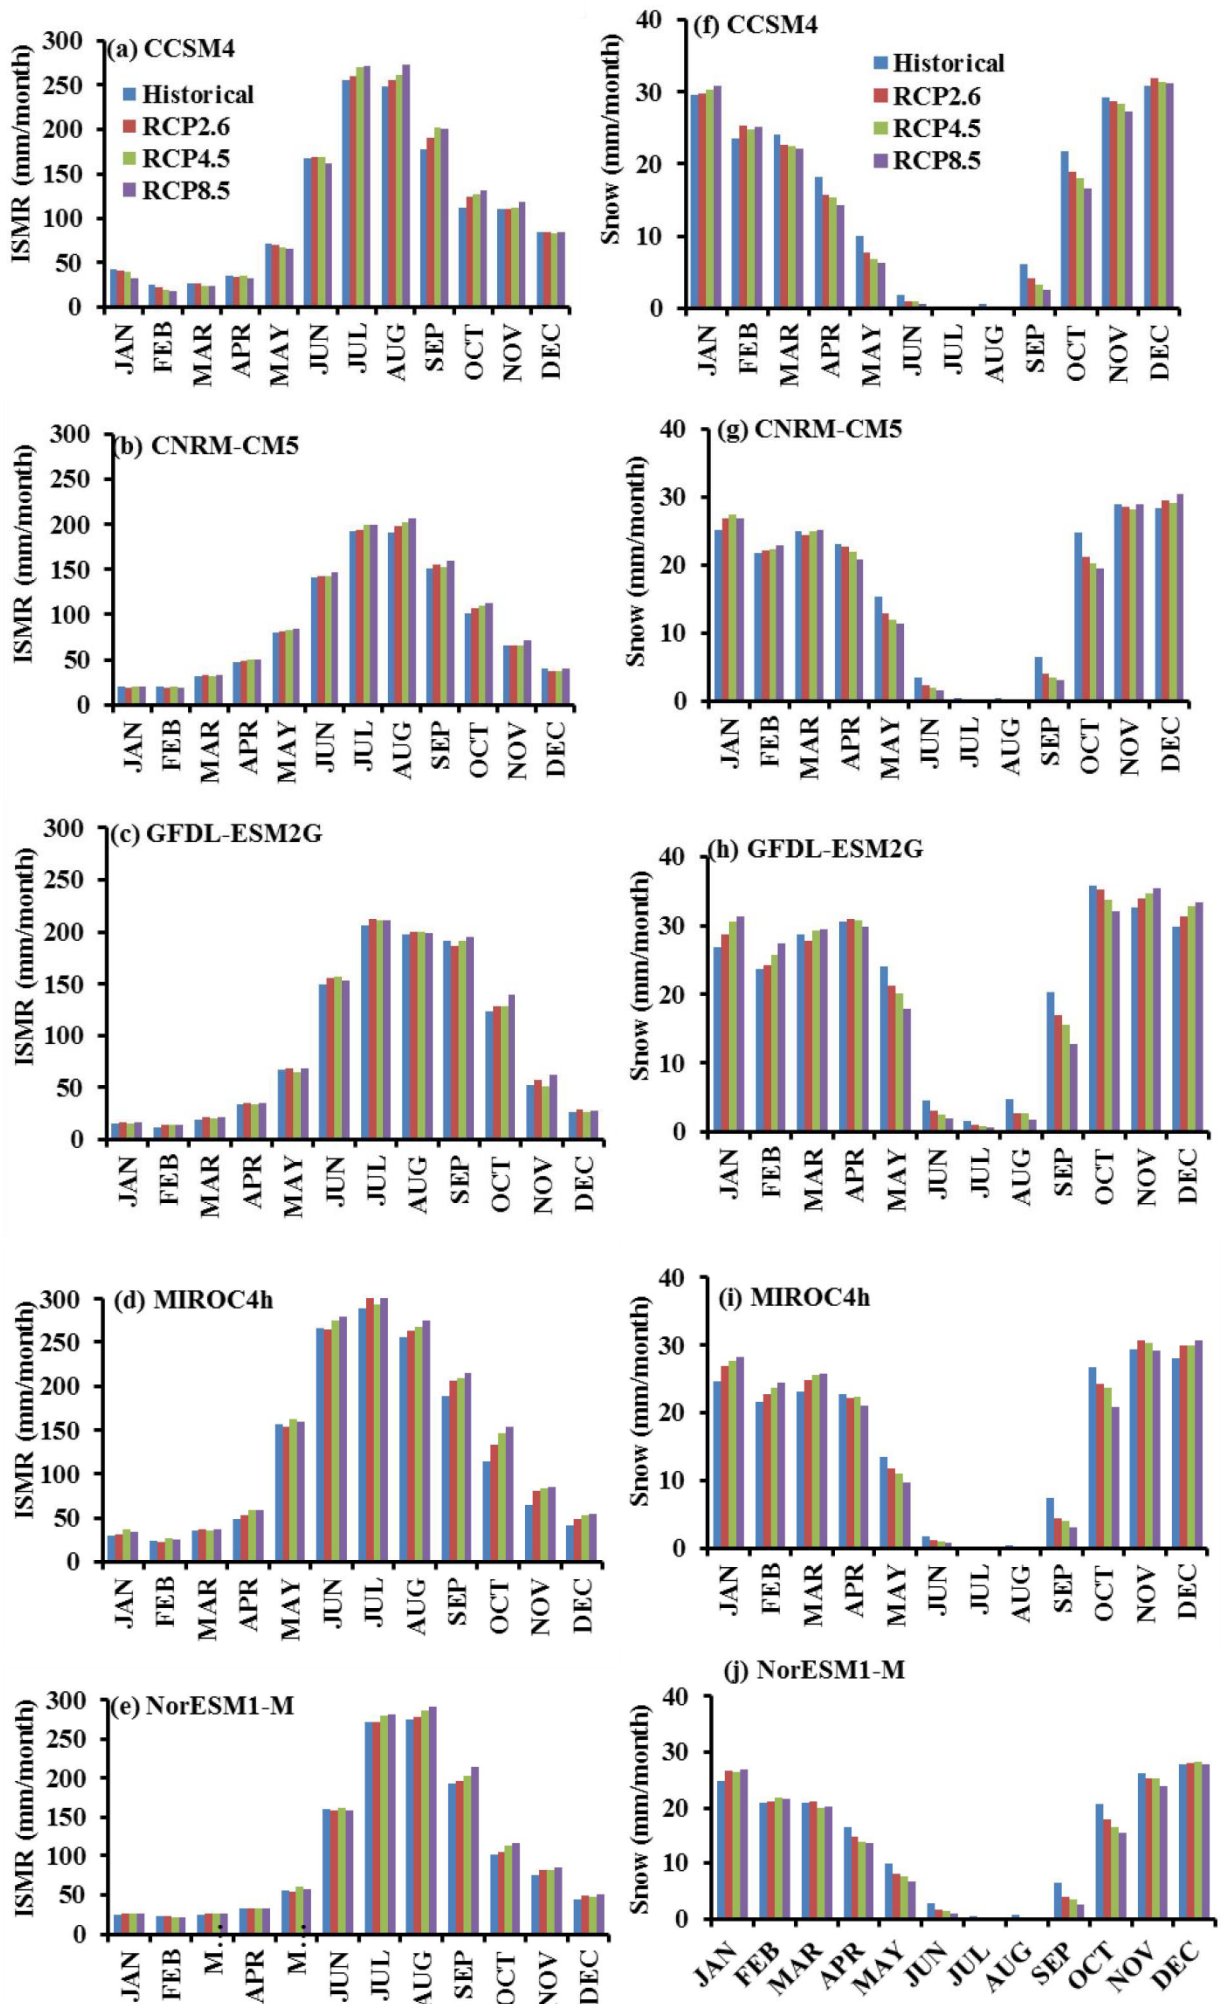 (a) CCSM4
ISMR (mm/month)
300
250
200
150
100
50
0
Historical
RCP2.6
RCP4.5
RCP8.5
JAN FEB MAR APR MAY JUN JUL AUG SEP OCT NOV DEC
(f) CCSM4
Snow (mm/month)
40
30
20
10
0
Historical
RCP2.6
RCP4.5
RCP8.5
JAN FEB MAR APR MAY JUN JUL AUG SEP OCT NOV DEC
(b) CNRM-CM5
ISMR (mm/month)
300
250
200
150
100
50
0
JAN FEB MAR APR MAY JUN JUL AUG SEP OCT NOV DEC
(g) CNRM-CM5
Snow (mm/month)
40
30
20
10
0
JAN FEB MAR APR MAY JUN JUL AUG SEP OCT NOV DEC
(c) GFDL-ESM2G
ISMR (mm/month)
300
250
200
150
100
50
0
JAN FEB MAR APR MAY JUN JUL AUG SEP OCT NOV DEC
(h) GFDL-ESM2G
Snow (mm/month)
40
30
20
10
0
JAN FEB MAR APR MAY JUN JUL AUG SEP OCT NOV DEC
(d) MIROC4h
ISMR (mm/month)
300
250
200
150
100
50
0
JAN FEB MAR APR MAY JUN JUL AUG SEP OCT NOV DEC
(i) MIROC4h
Snow (mm/month)
40
30
20
10
0
JAN FEB MAR APR MAY JUN JUL AUG SEP OCT NOV DEC
(e) NorESM1-M
ISMR (mm/month)
300
250
200
150
100
50
0
JAN FEB M... APR M... JUN JUL AUG SEP OCT NOV DEC
(j) NorESM1-M
Snow (mm/month)
40
30
20
10
0
JAN FEB MAR APR MAY JUN JUL AUG SEP OCT NOV DEC